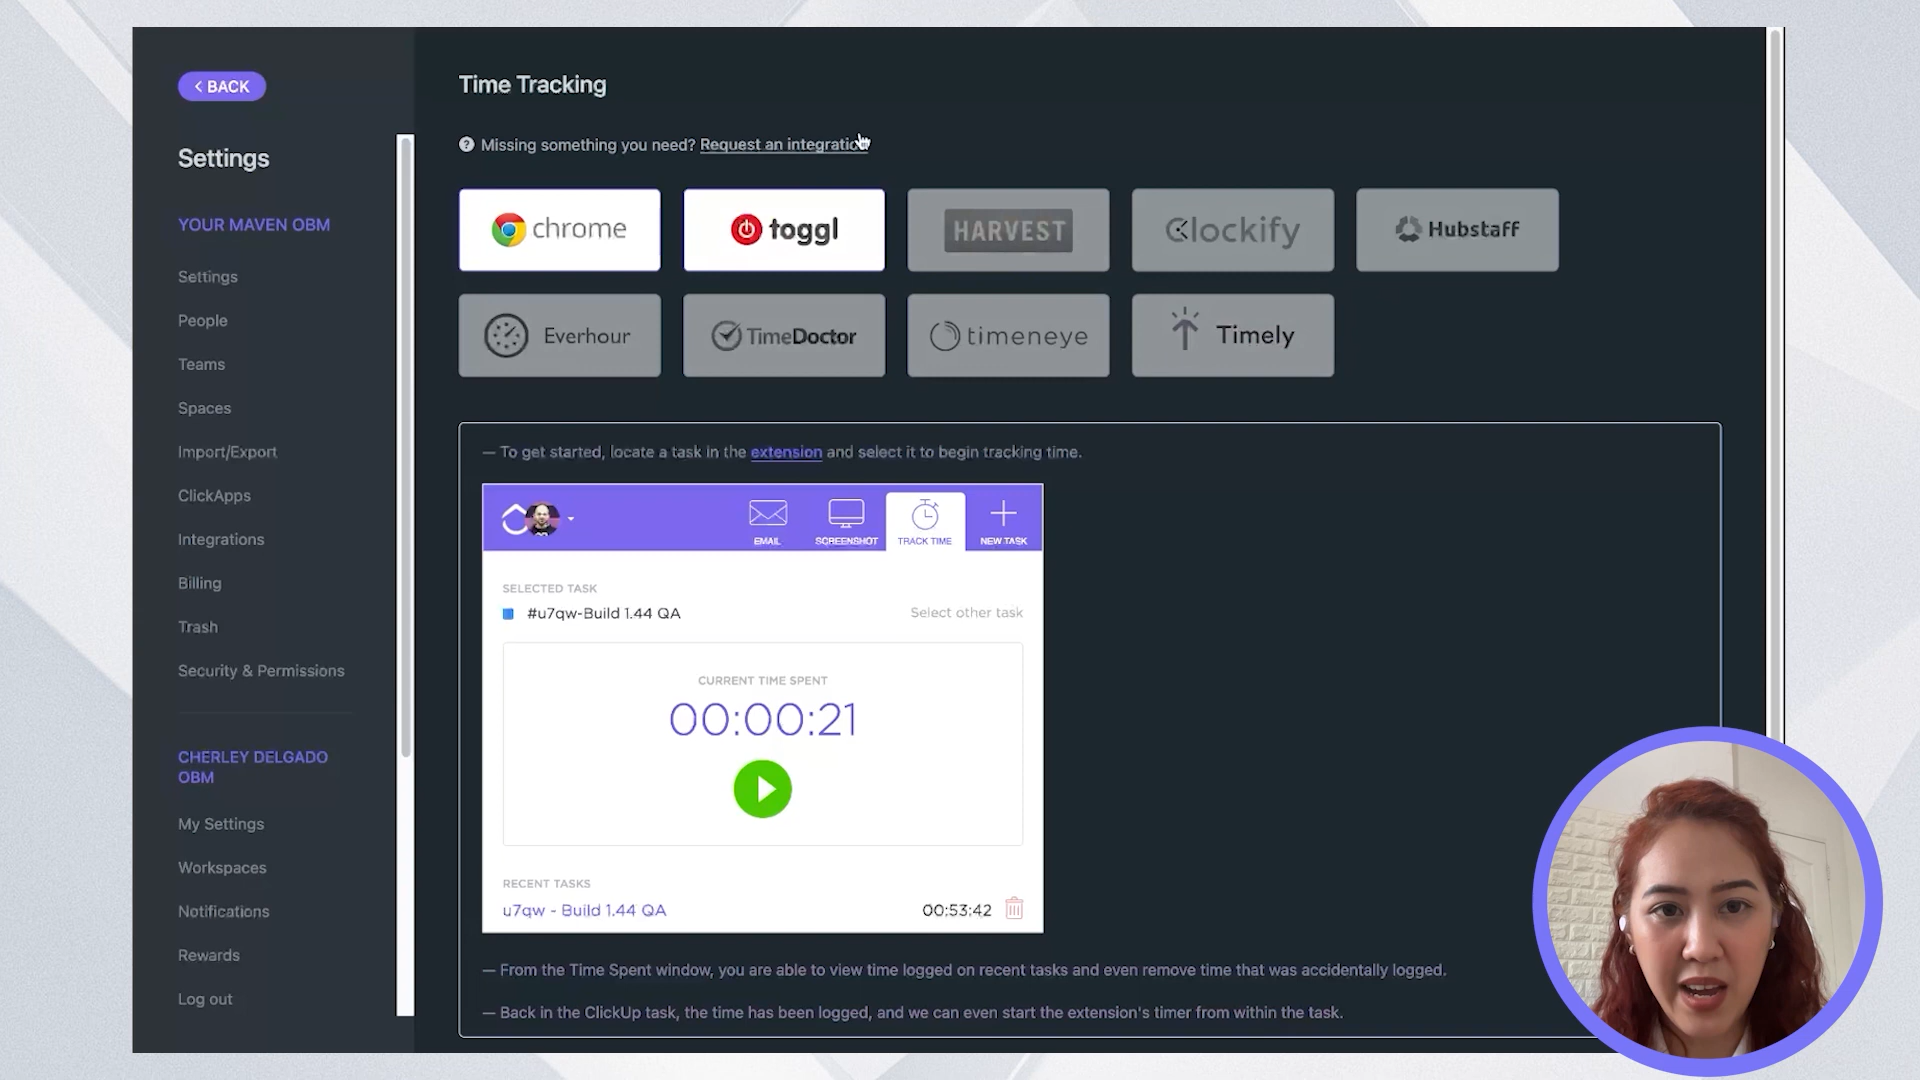 < BACK
Settings
YOUR MAVEN OBM
Settings
People
Teams
Spaces
Import/Export
ClickApps
Integrations
Billing
Trash
Security & Permissions
CHERLEY DELGADO
OBM
My Settings
Workspaces
Notifications
Rewards
Log out
Time Tracking
? Missing something you need? Request an integration
chrome
toggl
HARVEST
Clockify
Hubstaff
Everhour
TimeDoctor
timeneye
Timely
— To get started, locate a task in the extension and select it to begin tracking time.
EMAIL
SCREENSHOT
TRACK TIME
NEW TASK
SELECTED TASK
#u7qw-Build 1.44 QA
Select other task
CURRENT TIME SPENT
00:00:21
RECENT TASKS
u7qw - Build 1.44 QA
00:53:42
— From the Time Spent window, you are able to view time logged on recent tasks and even remove time that was accidentally logged.
— Back in the ClickUp task, the time has been logged, and we can even start the extension's timer from within the task.